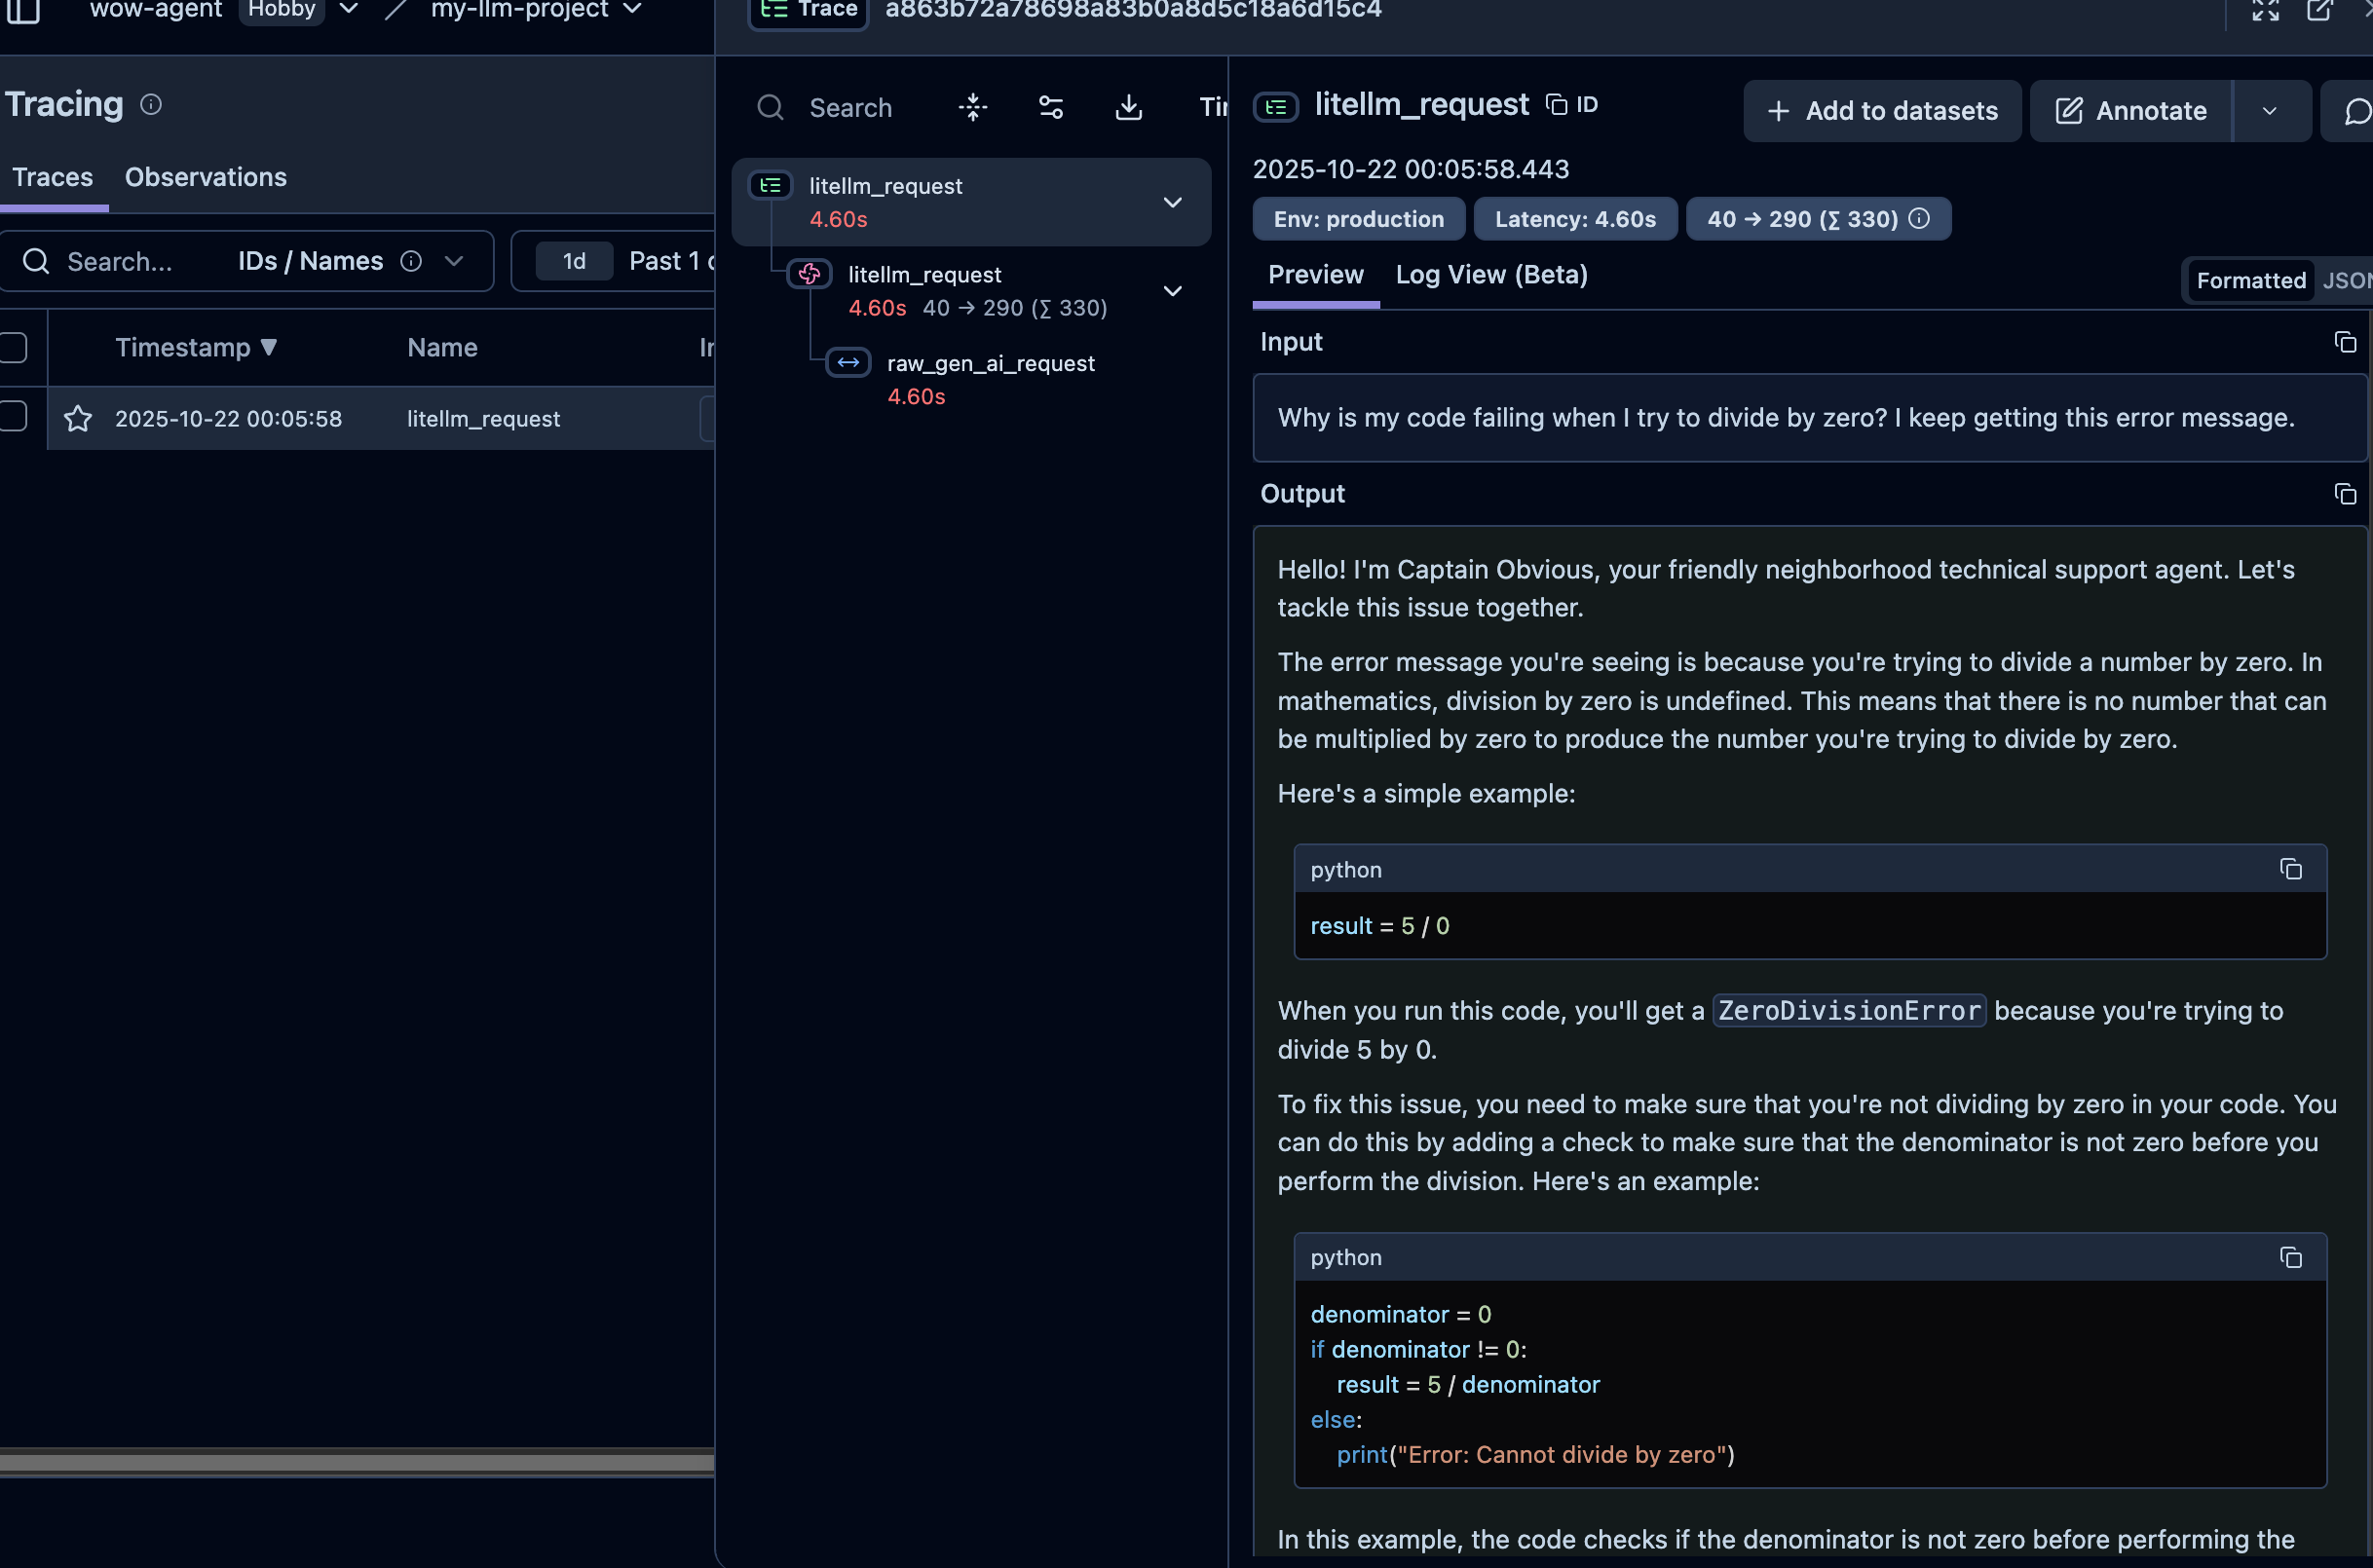 wow-agent Hobby / my-llm-project
Tracing
Traces Observations
Search... IDs / Names 1d Past 1
Timestamp ▼ Name
2025-10-22 00:05:58 litellm_request
Trace a863b72a78698a83b0a8d5c18a6d15c4
Search
litellm_request
4.60s
litellm_request
4.60s 40 → 290 (∑ 330)
raw_gen_ai_request
4.60s
litellm_request ID
+ Add to datasets Annotate
2025-10-22 00:05:58.443
Env: production Latency: 4.60s 40 → 290 (∑ 330)
Preview Log View (Beta)
Formatted
Input
Why is my code failing when I try to divide by zero? I keep getting this error message.
Output
Hello! I'm Captain Obvious, your friendly neighborhood technical support agent. Let's
tackle this issue together.
The error message you're seeing is because you're trying to divide a number by zero. In
mathematics, division by zero is undefined. This means that there is no number that can
be multiplied by zero to produce the number you're trying to divide by zero.
Here's a simple example:
python
result = 5 / 0
When you run this code, you'll get a ZeroDivisionError because you're trying to
divide 5 by 0.
To fix this issue, you need to make sure that you're not dividing by zero in your code. You
can do this by adding a check to make sure that the denominator is not zero before you
perform the division. Here's an example:
python
denominator = 0
if denominator != 0:
result = 5 / denominator
else:
print("Error: Cannot divide by zero")
In this example, the code checks if the denominator is not zero before performing the